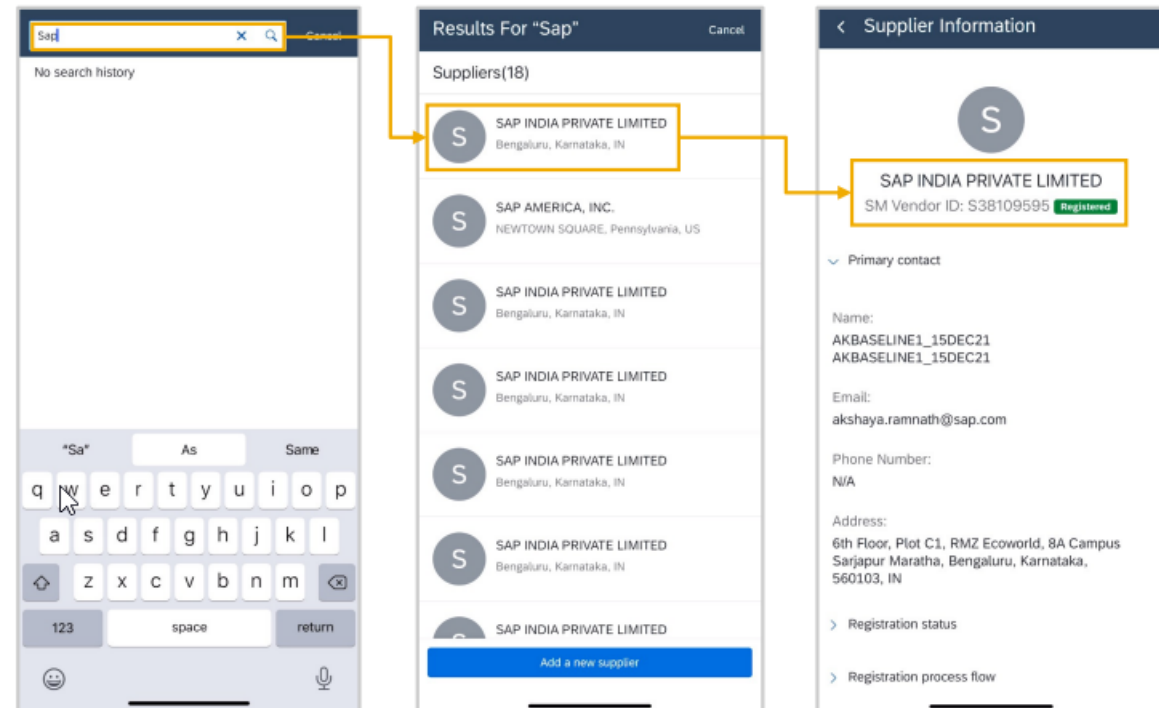 Sap
Cancel
No search history
"Sa"
As
Same
q w e r t y u i o p
a s d f g h j k l
z x c v b n m
123
space
return
Results For "Sap"
Cancel
Suppliers(18)
S
SAP INDIA PRIVATE LIMITED
Bengaluru, Karnataka, IN
S
SAP AMERICA, INC.
NEWTOWN SQUARE, Pennsylvania, US
S
SAP INDIA PRIVATE LIMITED
Bengaluru, Karnataka, IN
S
SAP INDIA PRIVATE LIMITED
Bengaluru, Karnataka, IN
S
SAP INDIA PRIVATE LIMITED
Bengaluru, Karnataka, IN
S
SAP INDIA PRIVATE LIMITED
Bengaluru, Karnataka, IN
SAP INDIA PRIVATE LIMITED
Add a new supplier
Supplier Information
S
SAP INDIA PRIVATE LIMITED
SM Vendor ID: S38109595 Registered
Primary contact
Name:
AKBASELINE1_15DEC21
AKBASELINE1_15DEC21
Email:
akshaya.ramnath@sap.com
Phone Number:
N/A
Address:
6th Floor, Plot C1, RMZ Ecoworld, 8A Campus
Sarjapur Maratha, Bengaluru, Karnataka,
560103, IN
Registration status
Registration process flow